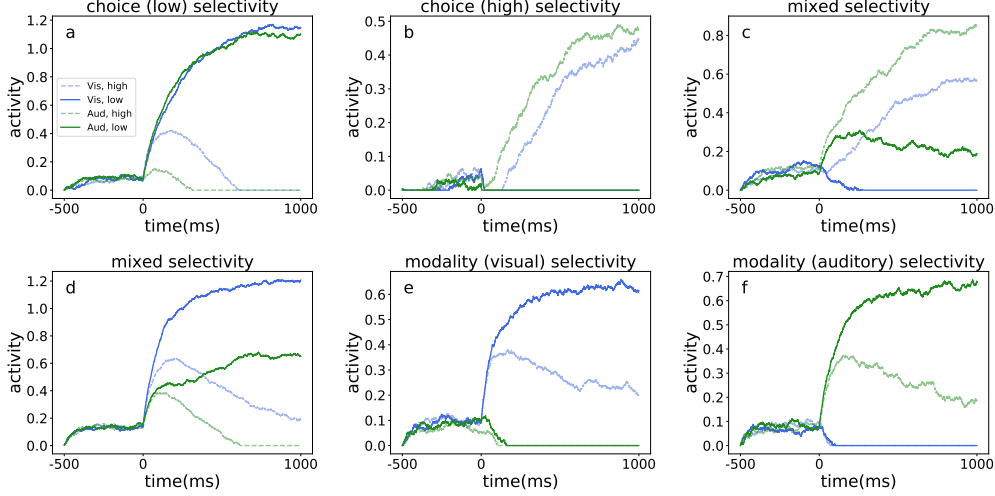 choice (low) selectivity
a
activity
1.2
1.0
0.8
0.6
0.4
0.2
0.0
Vis, high
Vis, low
Aud, high
Aud, low
-500
0
1000
time(ms)
choice (high) selectivity
b
activity
0.5
0.4
0.3
0.2
0.1
0.0
-500
0
1000
time(ms)
mixed selectivity
c
activity
0.8
0.6
0.4
0.2
0.0
-500
0
1000
time(ms)
mixed selectivity
d
activity
1.2
1.0
0.8
0.6
0.4
0.2
0.0
-500
0
1000
time(ms)
modality (visual) selectivity
e
activity
0.6
0.5
0.4
0.3
0.2
0.1
0.0
-500
0
1000
time(ms)
modality (auditory) selectivity
f
activity
0.7
0.6
0.5
0.4
0.3
0.2
0.1
0.0
-500
0
1000
time(ms)